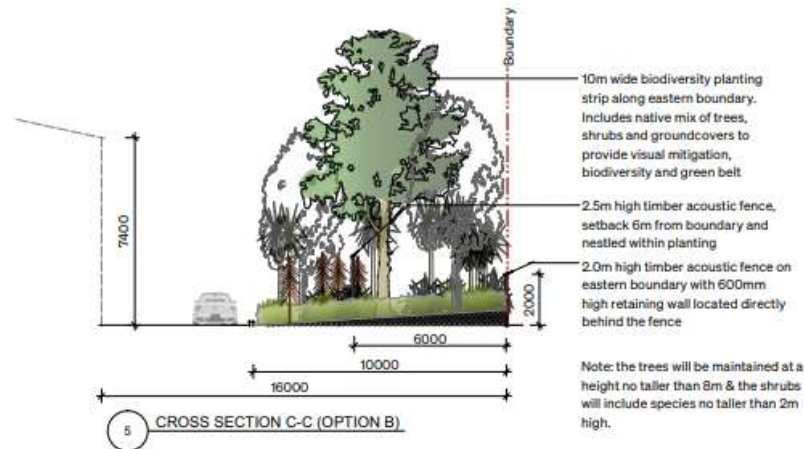 Boundary
10m wide biodiversity planting
strip along eastern boundary.
Includes native mix of trees,
shrubs and groundcovers to
provide visual mitigation,
biodiversity and green belt
2.5m high timber acoustic fence,
setback 6m from boundary and
nestled within planting
2.0m high timber acoustic fence on
eastern boundary with 600mm
high retaining wall located directly
behind the fence
7400
2000
6000
10000
16000
Note: the trees will be maintained at a
height no taller than 8m & the shrubs
will include species no taller than 2m
high.
5 CROSS SECTION C-C (OPTION B)